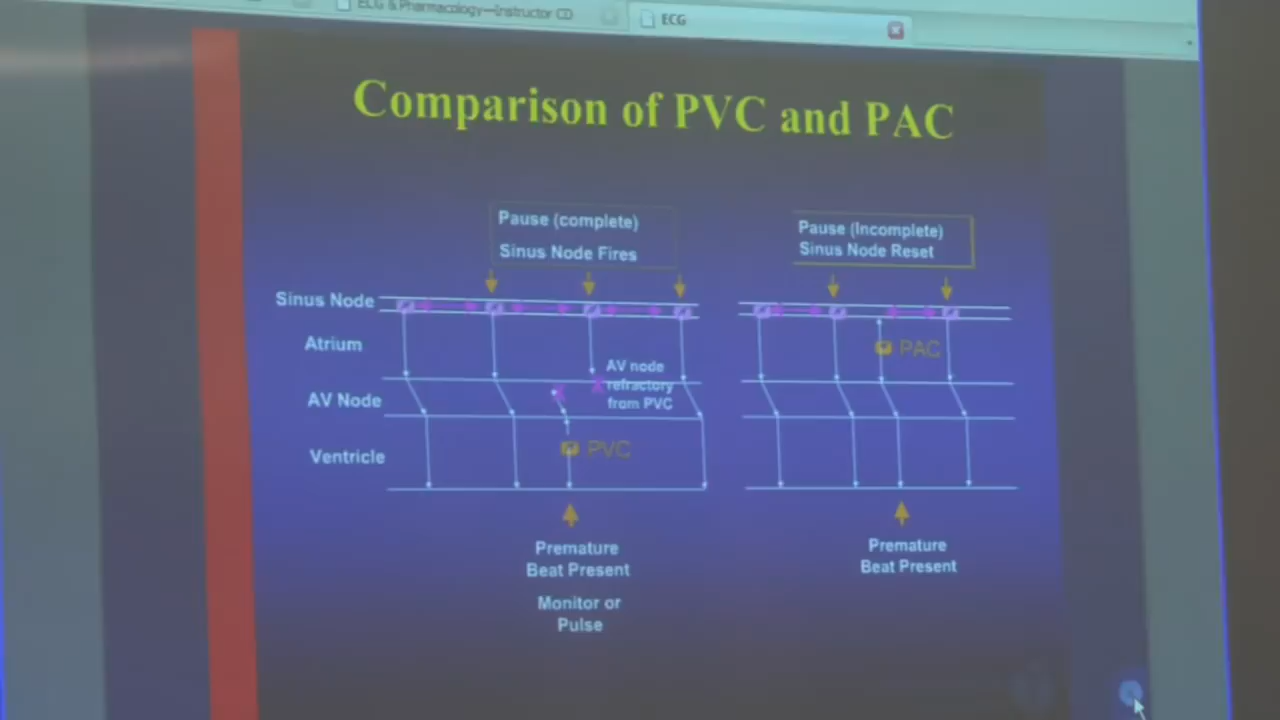 ECG & Pharmacology—Instructor CD
ECG
Comparison of PVC and PAC
Pause (complete)
Sinus Node Fires
Pause (Incomplete)
Sinus Node Reset
Sinus Node
Atrium
PAC
AV node
refractory
from PVC
AV Node
PVC
Ventricle
Premature
Beat Present
Monitor or
Pulse
Premature
Beat Present